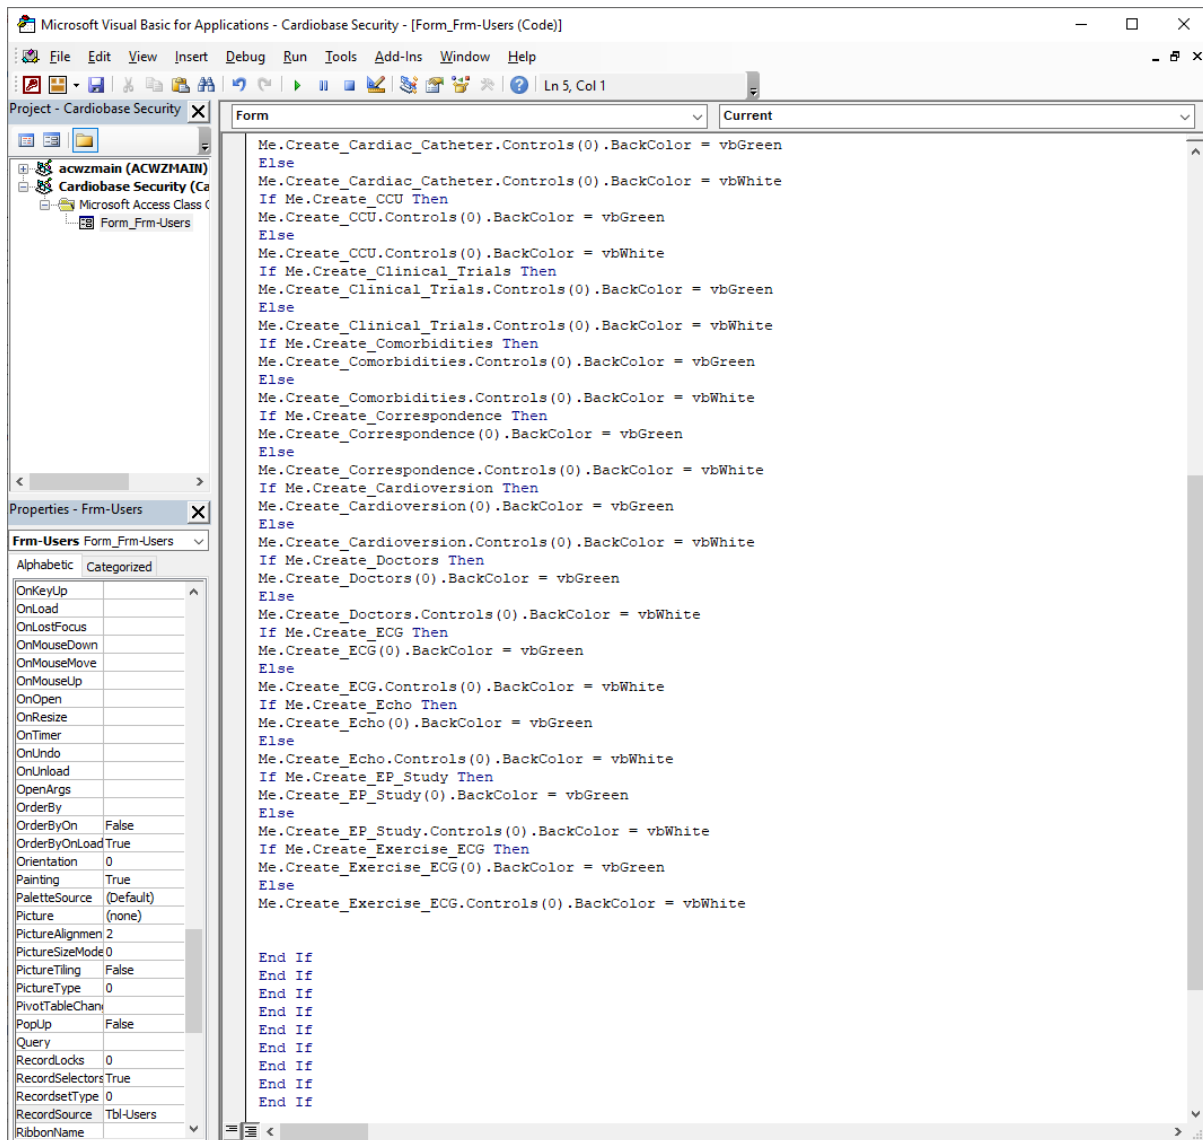 Microsoft Visual Basic for Applications - Cardiobase Security - [Form_Frm-Users (Code)]
File Edit View Insert Debug Run Tools Add-Ins Window Help
Ln 5, Col 1
Project - Cardiobase Security
acwzmain (ACWZMAIN)
Cardiobase Security (Ca
Microsoft Access Class O
Form_Frm-Users
Properties - Frm-Users
Frm-Users Form_Frm-Users
Alphabetic Categorized
OnKeyUp
OnLoad
OnLostFocus
OnMouseDown
OnMouseMove
OnMouseUp
OnOpen
OnResize
OnTimer
OnUndo
OnUnload
OpenArgs
OrderBy
OrderByOn False
OrderByOnLoad True
Orientation 0
Painting True
PaletteSource (Default)
Picture (none)
PictureAlignmen 2
PictureSizeMode 0
PictureTiling False
PictureType 0
PivotTableChang
PopUp False
Query
RecordLocks 0
RecordSelectors True
RecordsetType 0
RecordSource Tbl-Users
RibbonName
Form Current
Me.Create_Cardiac_Catheter.Controls(0).BackColor = vbGreen
Else
Me.Create_Cardiac_Catheter.Controls(0).BackColor = vbWhite
If Me.Create_CCU Then
Me.Create_CCU.Controls(0).BackColor = vbGreen
Else
Me.Create_CCU.Controls(0).BackColor = vbWhite
If Me.Create_Clinical_Trials Then
Me.Create_Clinical_Trials.Controls(0).BackColor = vbGreen
Else
Me.Create_Clinical_Trials.Controls(0).BackColor = vbWhite
If Me.Create_Comorbidities Then
Me.Create_Comorbidities.Controls(0).BackColor = vbGreen
Else
Me.Create_Comorbidities.Controls(0).BackColor = vbWhite
If Me.Create_Correspondence Then
Me.Create_Correspondence(0).BackColor = vbGreen
Else
Me.Create_Correspondence.Controls(0).BackColor = vbWhite
If Me.Create_Cardioversion Then
Me.Create_Cardioversion(0).BackColor = vbGreen
Else
Me.Create_Cardioversion.Controls(0).BackColor = vbWhite
If Me.Create_Doctors Then
Me.Create_Doctors(0).BackColor = vbGreen
Else
Me.Create_Doctors.Controls(0).BackColor = vbWhite
If Me.Create_ECG Then
Me.Create_ECG(0).BackColor = vbGreen
Else
Me.Create_ECG.Controls(0).BackColor = vbWhite
If Me.Create_Echo Then
Me.Create_Echo(0).BackColor = vbGreen
Else
Me.Create_Echo.Controls(0).BackColor = vbWhite
If Me.Create_EP_Study Then
Me.Create_EP_Study(0).BackColor = vbGreen
Else
Me.Create_EP_Study.Controls(0).BackColor = vbWhite
If Me.Create_Exercise_ECG Then
Me.Create_Exercise_ECG(0).BackColor = vbGreen
Else
Me.Create_Exercise_ECG.Controls(0).BackColor = vbWhite
End If
End If
End If
End If
End If
End If
End If
End If
End If